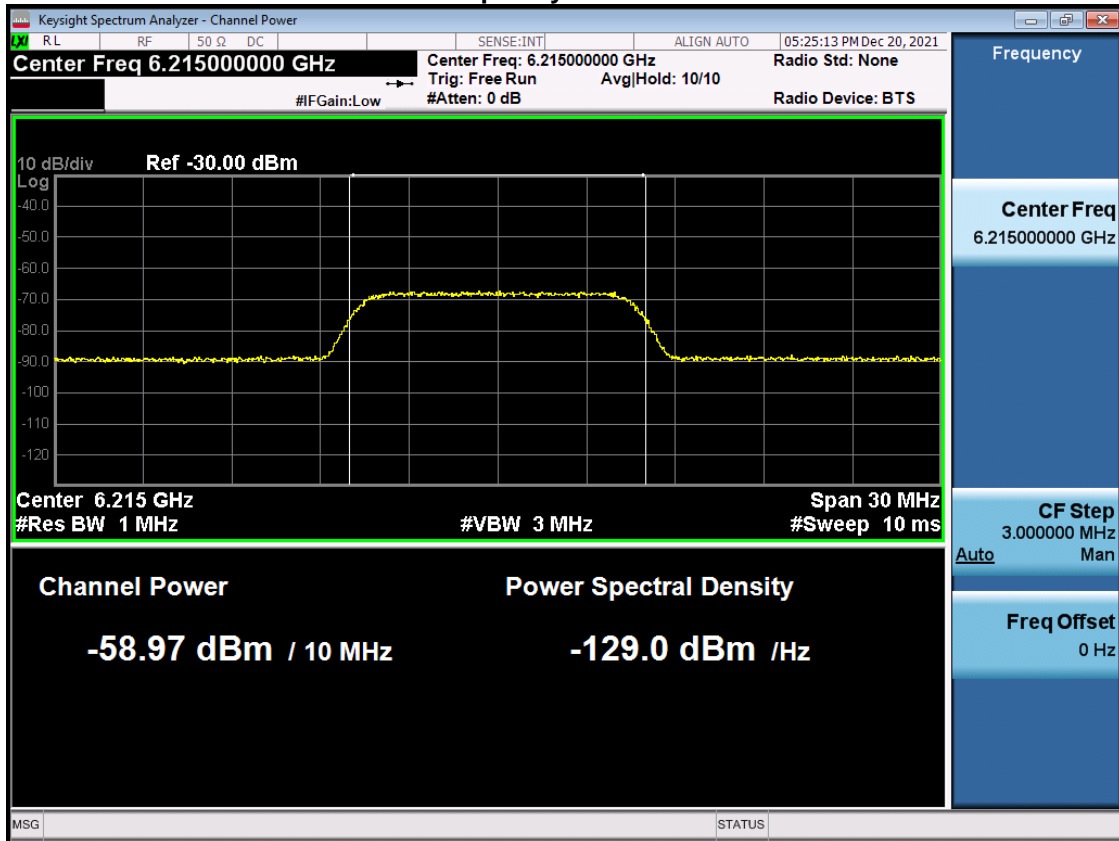 Keysight Spectrum Analyzer - Channel Power
LXI RL RF 50 Ω DC SENSE:INT ALIGN AUTO 05:25:13 PM Dec 20, 2021
Center Freq 6.215000000 GHz
Center Freq: 6.215000000 GHz Radio Std: None
Trig: Free Run Avg|Hold: 10/10
#IFGain:Low #Atten: 0 dB Radio Device: BTS
10 dB/div Ref -30.00 dBm
Log
-40.0
-50.0
-60.0
-70.0
-80.0
-90.0
-100
-110
-120
Center 6.215 GHz Span 30 MHz
#Res BW 1 MHz #VBW 3 MHz #Sweep 10 ms
Channel Power Power Spectral Density
-58.97 dBm / 10 MHz -129.0 dBm /Hz
Frequency
Center Freq
6.215000000 GHz
CF Step
3.000000 MHz
Auto Man
Freq Offset
0 Hz
MSG STATUS